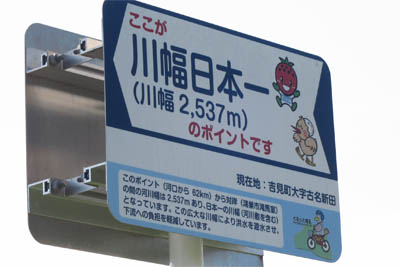 ここが
川幅日本一
(川幅 2,537m)
のポイントです
現在地：吉見町大字古名新田
このポイント（河口から 62km）から対岸（鴻巣市滝馬室）
の間の河川幅は 2,537m あり、日本一の川幅（河川敷を含む）
となっています。この広大な川幅により洪水を遊水させ、
下流への負担を軽減しています。